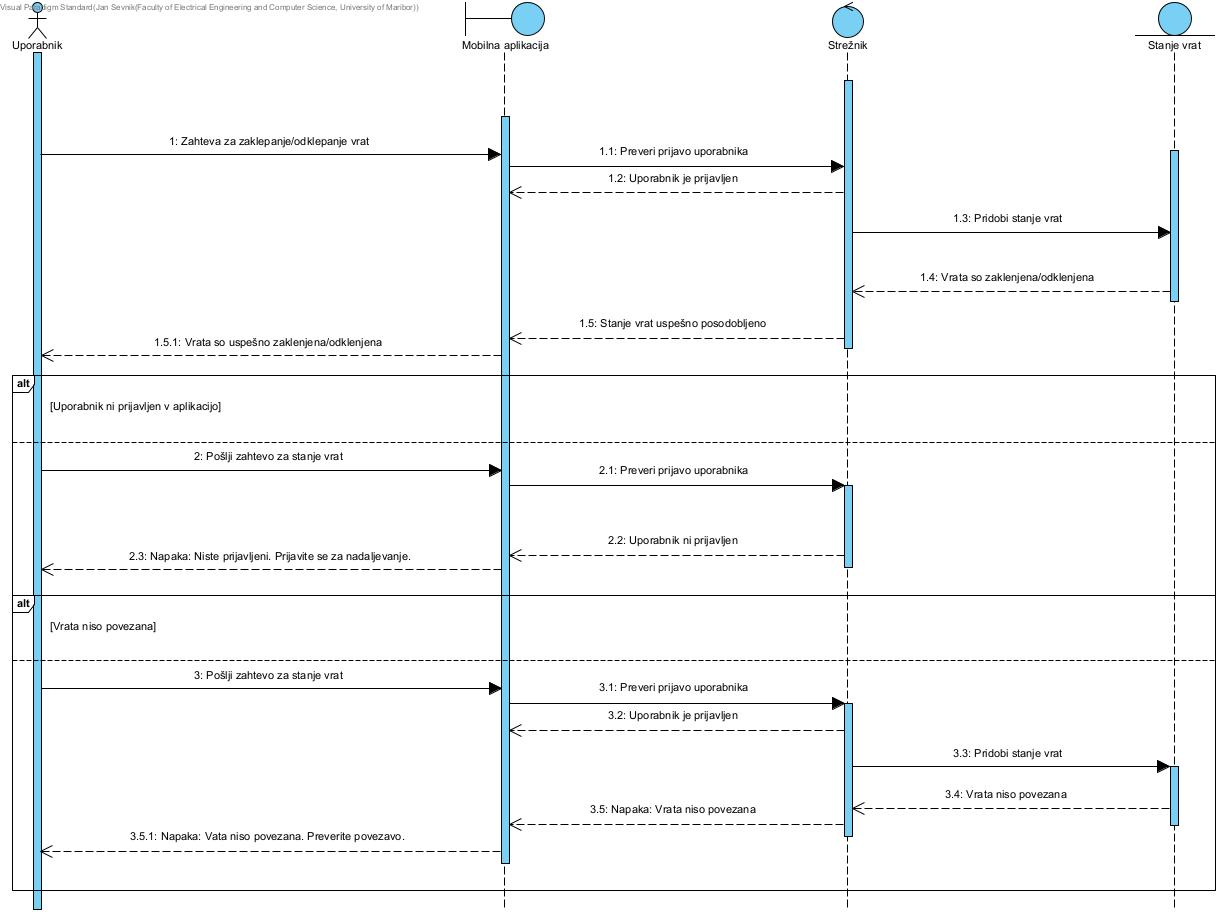 Visual Paradigm Standard(Jan Sevnik(Faculty of Electrical Engineering and Computer Science, University of Maribor))
Uporabnik
Mobilna aplikacija
Strežnik
Stanje vrat
1: Zahteva za zaklepanje/odklepanje vrat
1.1: Preveri prijavo uporabnika
1.2: Uporabnik je prijavljen
1.3: Pridobi stanje vrat
1.4: Vrata so zaklenjena/odklenjena
1.5: Stanje vrat uspešno posodobljeno
1.5.1: Vrata so uspešno zaklenjena/odklenjena
alt
[Uporabnik ni prijavljen v aplikacijo]
2: Pošlji zahtevo za stanje vrat
2.1: Preveri prijavo uporabnika
2.2: Uporabnik ni prijavljen
2.3: Napaka: Niste prijavljeni. Prijavite se za nadaljevanje.
alt
[Vrata niso povezana]
3: Pošlji zahtevo za stanje vrat
3.1: Preveri prijavo uporabnika
3.2: Uporabnik je prijavljen
3.3: Pridobi stanje vrat
3.4: Vrata niso povezana
3.5: Napaka: Vrata niso povezana
3.5.1: Napaka: Vata niso povezana. Preverite povezavo.